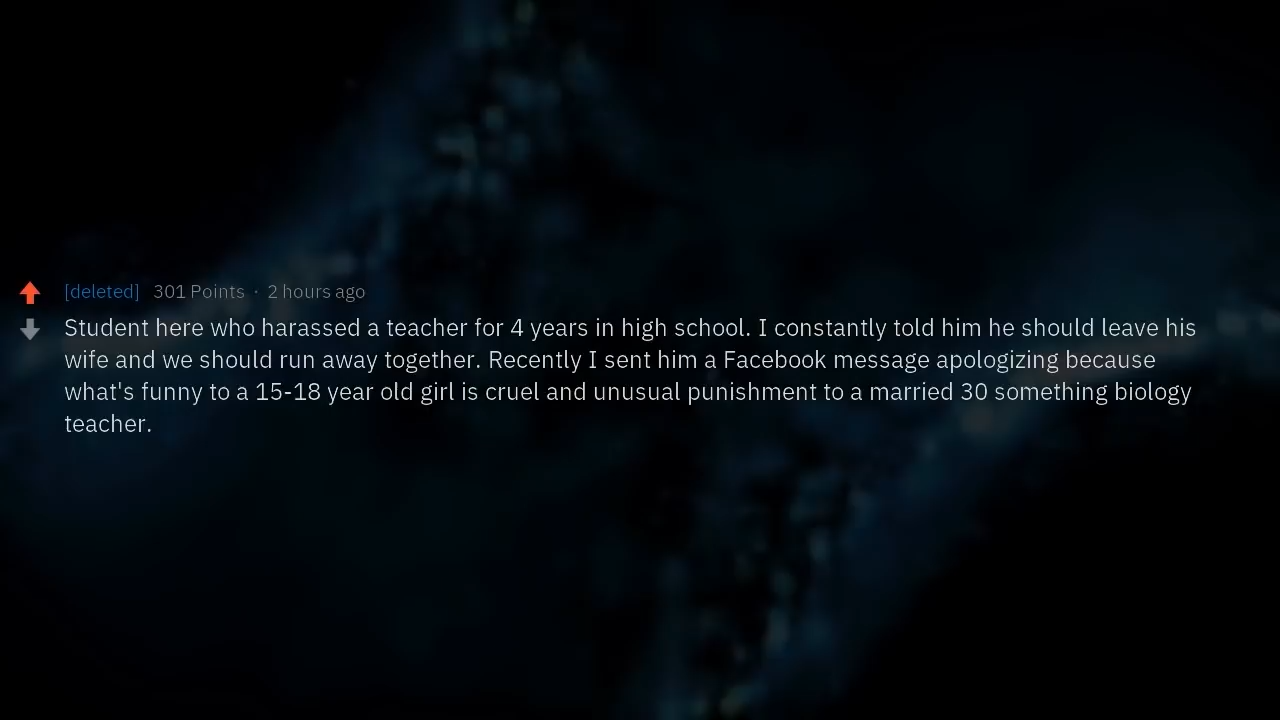 [deleted] 301 Points · 2 hours ago
Student here who harassed a teacher for 4 years in high school. I constantly told him he should leave his
wife and we should run away together. Recently I sent him a Facebook message apologizing because
what's funny to a 15-18 year old girl is cruel and unusual punishment to a married 30 something biology
teacher.